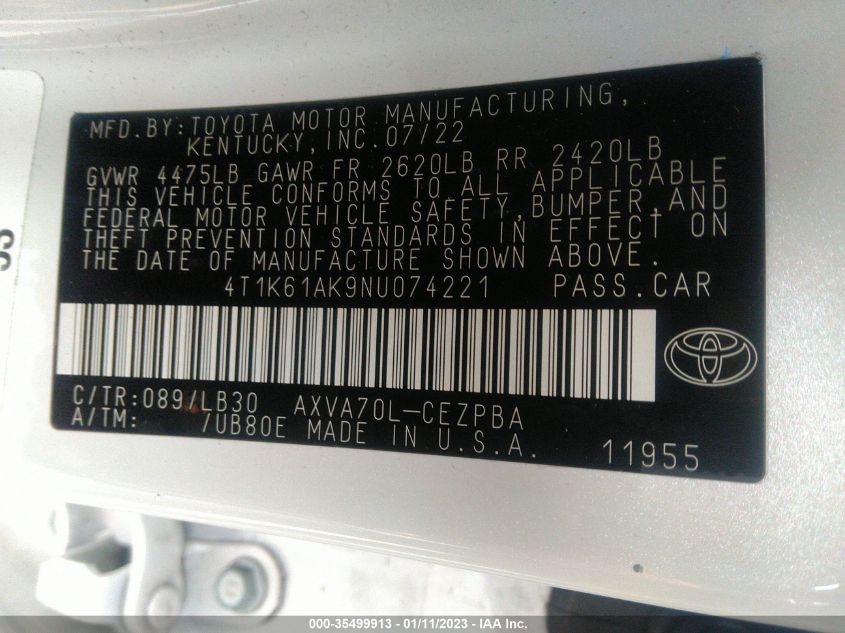 MFD. BY: TOYOTA MOTOR MANUFACTURING,
KENTUCKY, INC. 07/22
GVWR 4475LB GAWR FR 2620LB RR 2420LB
THIS VEHICLE CONFORMS TO ALL APPLICABLE
FEDERAL MOTOR VEHICLE SAFETY, BUMPER, AND
THEFT PREVENTION STANDARDS IN EFFECT ON
THE DATE OF MANUFACTURE SHOWN ABOVE.
4T1K61AK9NU074221 PASS. CAR
C/TR: 089/LB30 AXVA70L-CEZPBA
A/TM: 7UB80E MADE IN U.S.A. 11955
000-35499913 - 01/11/2023 - IAA Inc.